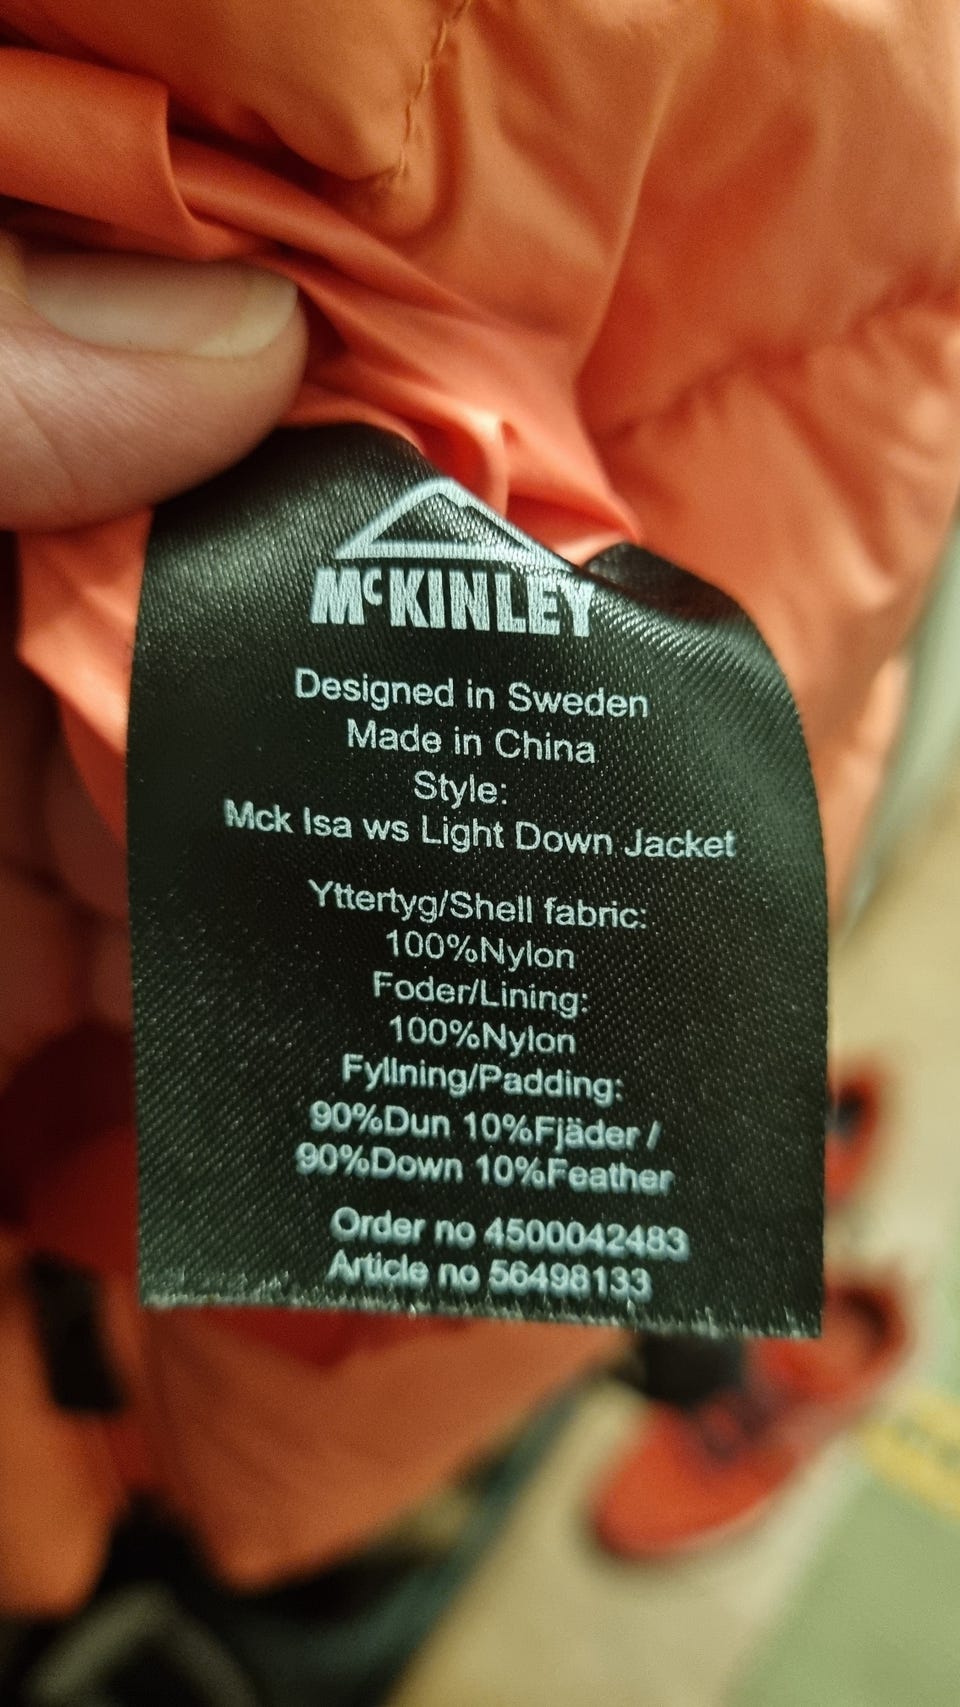 McKINLEY
Designed in Sweden
Made in China
Style:
Mck Isa ws Light Down Jacket
Yttertyg/Shell fabric:
100%Nylon
Foder/Lining:
100%Nylon
Fyllning/Padding:
90%Dun 10%Fjäder /
90%Down 10%Feather
Order no 4500042483
Article no 56498133